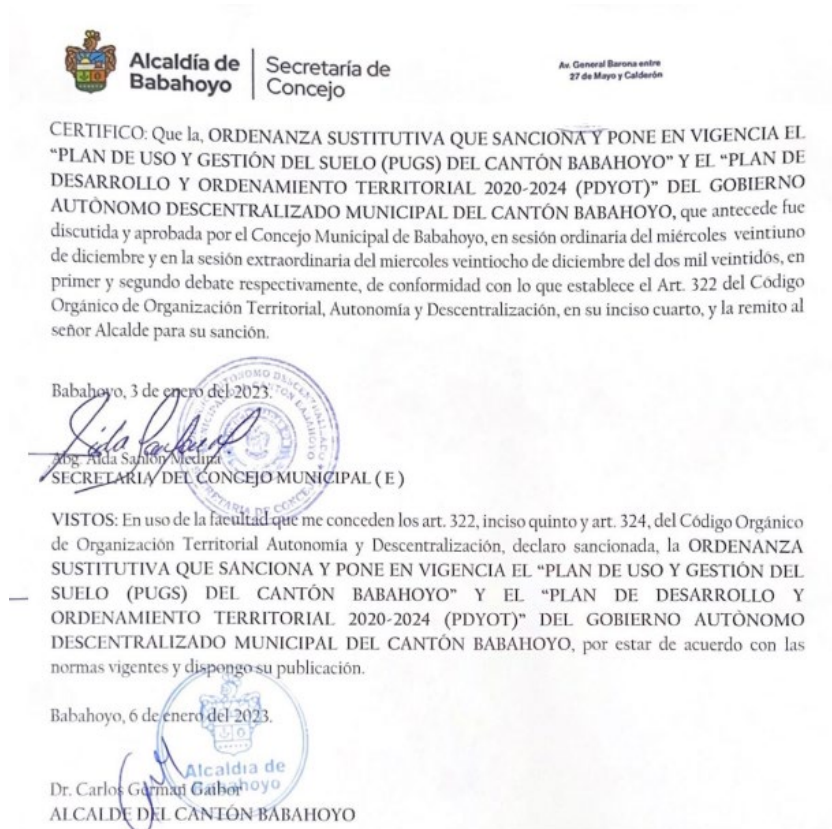 Alcaldía de
Babahoyo
Secretaría de
Concejo
Av. General Barona entre
27 de Mayo y Calderón
CERTIFICO: Que la, ORDENANZA SUSTITUTIVA QUE SANCIONA Y PONE EN VIGENCIA EL
“PLAN DE USO Y GESTIÓN DEL SUELO (PUGS) DEL CANTÓN BABAHOYO” Y EL “PLAN DE
DESARROLLO Y ORDENAMIENTO TERRITORIAL 2020-2024 (PDYOT)” DEL GOBIERNO
AUTÒNOMO DESCENTRALIZADO MUNICIPAL DEL CANTÓN BABAHOYO, que antecede fue
discutida y aprobada por el Concejo Municipal de Babahoyo, en sesión ordinaria del miércoles veintiuno
de diciembre y en la sesión extraordinaria del miercoles veintiocho de diciembre del dos mil veintidós, en
primer y segundo debate respectivamente, de conformidad con lo que establece el Art. 322 del Código
Orgánico de Organización Territorial, Autonomía y Descentralización, en su inciso cuarto, y la remito al
señor Alcalde para su sanción.
Babahoyo, 3 de enero del 2023.
Abg. Aida Sanlon Medina
SECRETARIA DEL CONCEJO MUNICIPAL ( E )
SECRETARIA DE CONCEJO
VISTOS: En uso de la facultad que me conceden los art. 322, inciso quinto y art. 324, del Código Orgánico
de Organización Territorial Autonomía y Descentralización, declaro sancionada, la ORDENANZA
SUSTITUTIVA QUE SANCIONA Y PONE EN VIGENCIA EL “PLAN DE USO Y GESTIÓN DEL
SUELO (PUGS) DEL CANTÓN BABAHOYO” Y EL “PLAN DE DESARROLLO Y
ORDENAMIENTO TERRITORIAL 2020-2024 (PDYOT)” DEL GOBIERNO AUTÒNOMO
DESCENTRALIZADO MUNICIPAL DEL CANTÓN BABAHOYO, por estar de acuerdo con las
normas vigentes y dispongo su publicación.
Babahoyo, 6 de enero del 2023.
Alcaldía de
Babahoyo
Dr. Carlos Germán Gaibor
ALCALDE DEL CANTÓN BABAHOYO